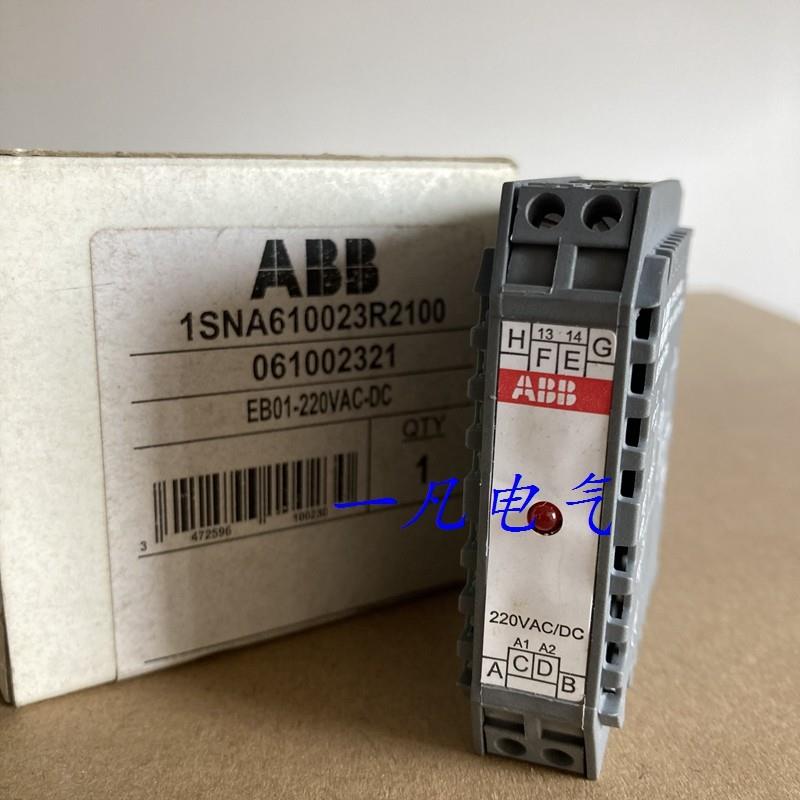 ABB
1SNA610023R2100
061002321
EB01-220VAC-DC
QTY
1
3 472596 100230
一凡电气
13 14
H F E G
ABB
220VAC/DC
A1 A2
A C D B